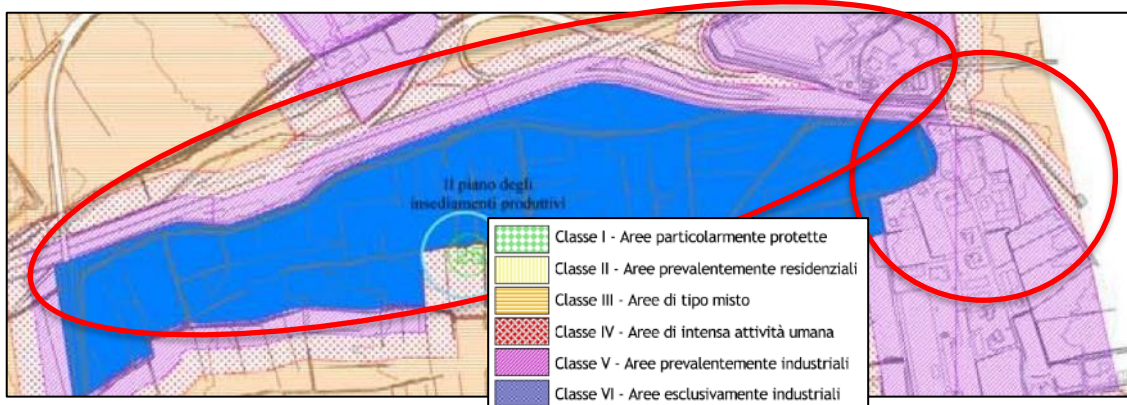 Il piano degli
insediamenti produttivi
Classe I - Aree particolarmente protette
Classe II - Aree prevalentemente residenziali
Classe III - Aree di tipo misto
Classe IV - Aree di intensa attività umana
Classe V - Aree prevalentemente industriali
Classe VI - Aree esclusivamente industriali